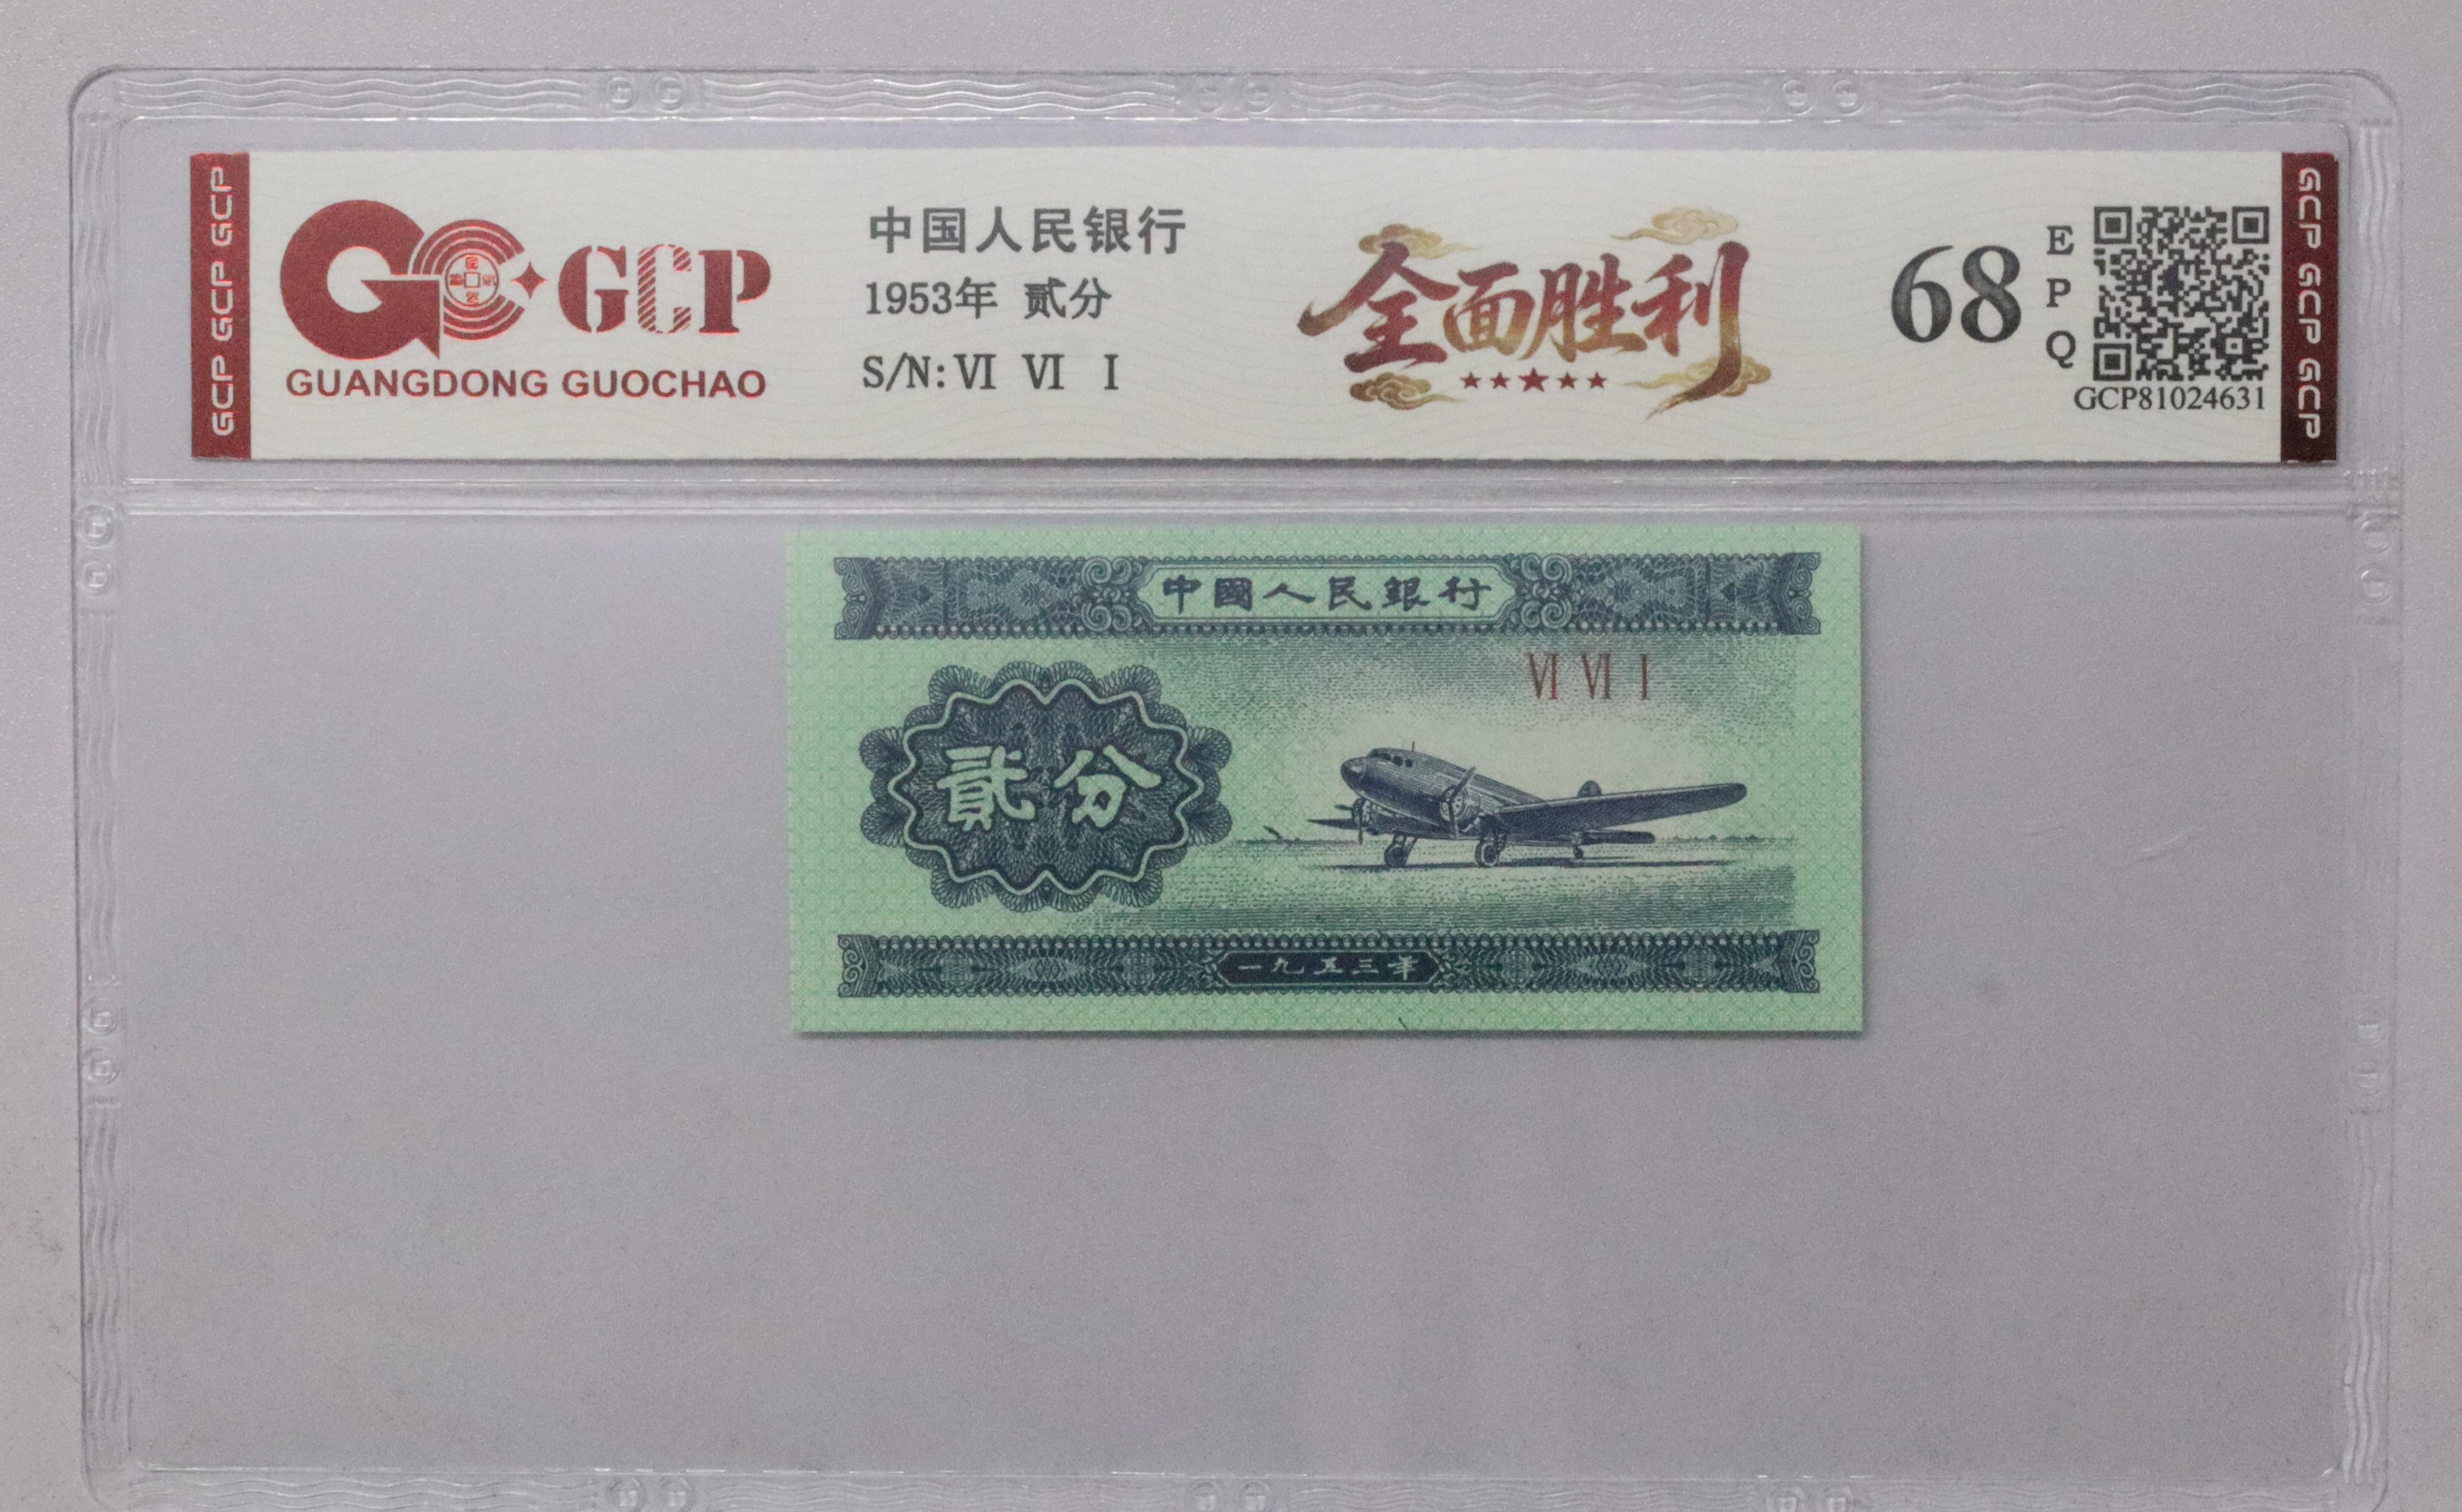 GCP GCP GCP
GCP
GUANGDONG GUOCHAO
中国人民银行
1953年 贰分
S/N: VI VI I
全面胜利
68
E
P
Q
GCP81024631
GCP GCP GCP
中國人民銀行
VI VI I
貳分
一九五三年